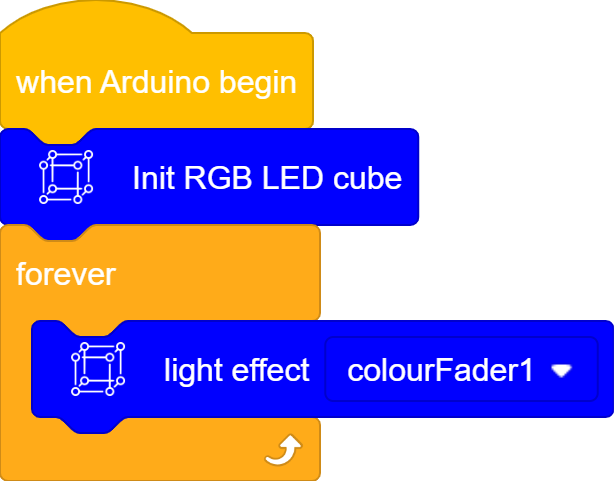 when Arduino begin
Init RGB LED cube
forever
light effect colourFader1